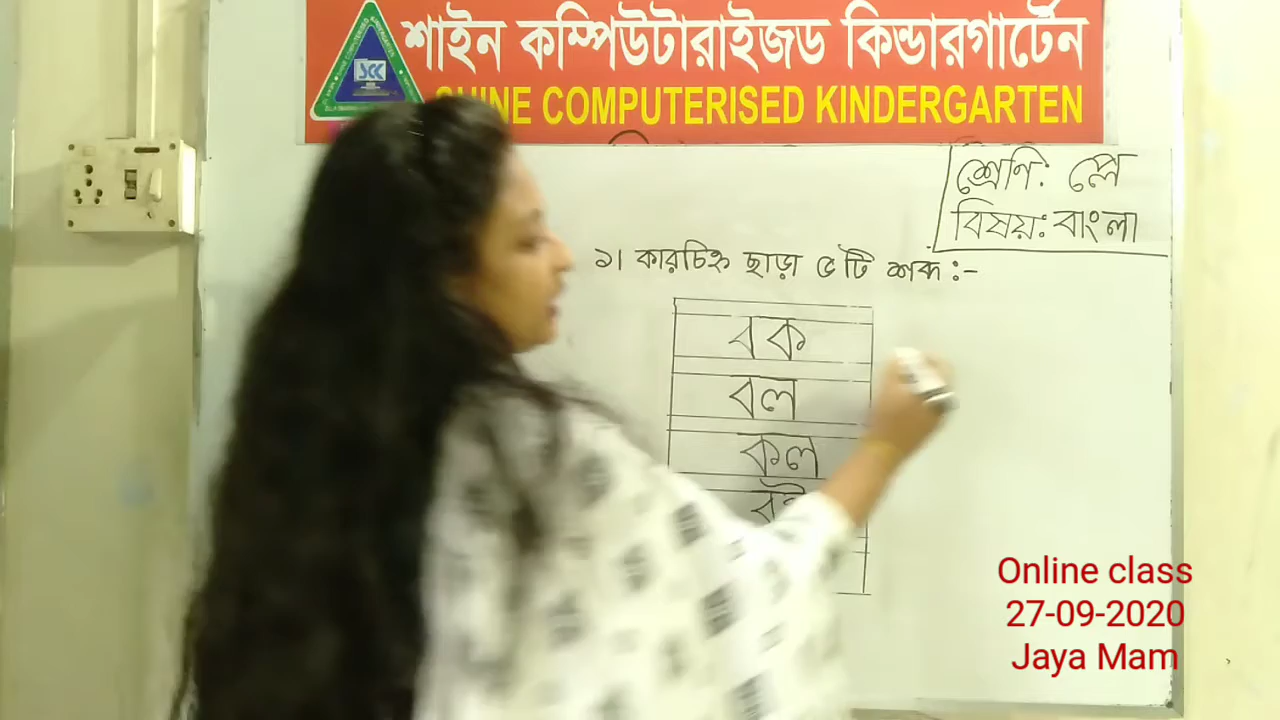 শাইন কম্পিউটারাইজড কিন্ডারগার্টেন
SHINE COMPUTERISED KINDERGARTEN
শ্রেণি: প্লে
বিষয়: বাংলা
১। কারচিহ্ন ছাড়া ৫টি শব্দ :-
বক
বল
কল
Online class
27-09-2020
Jaya Mam